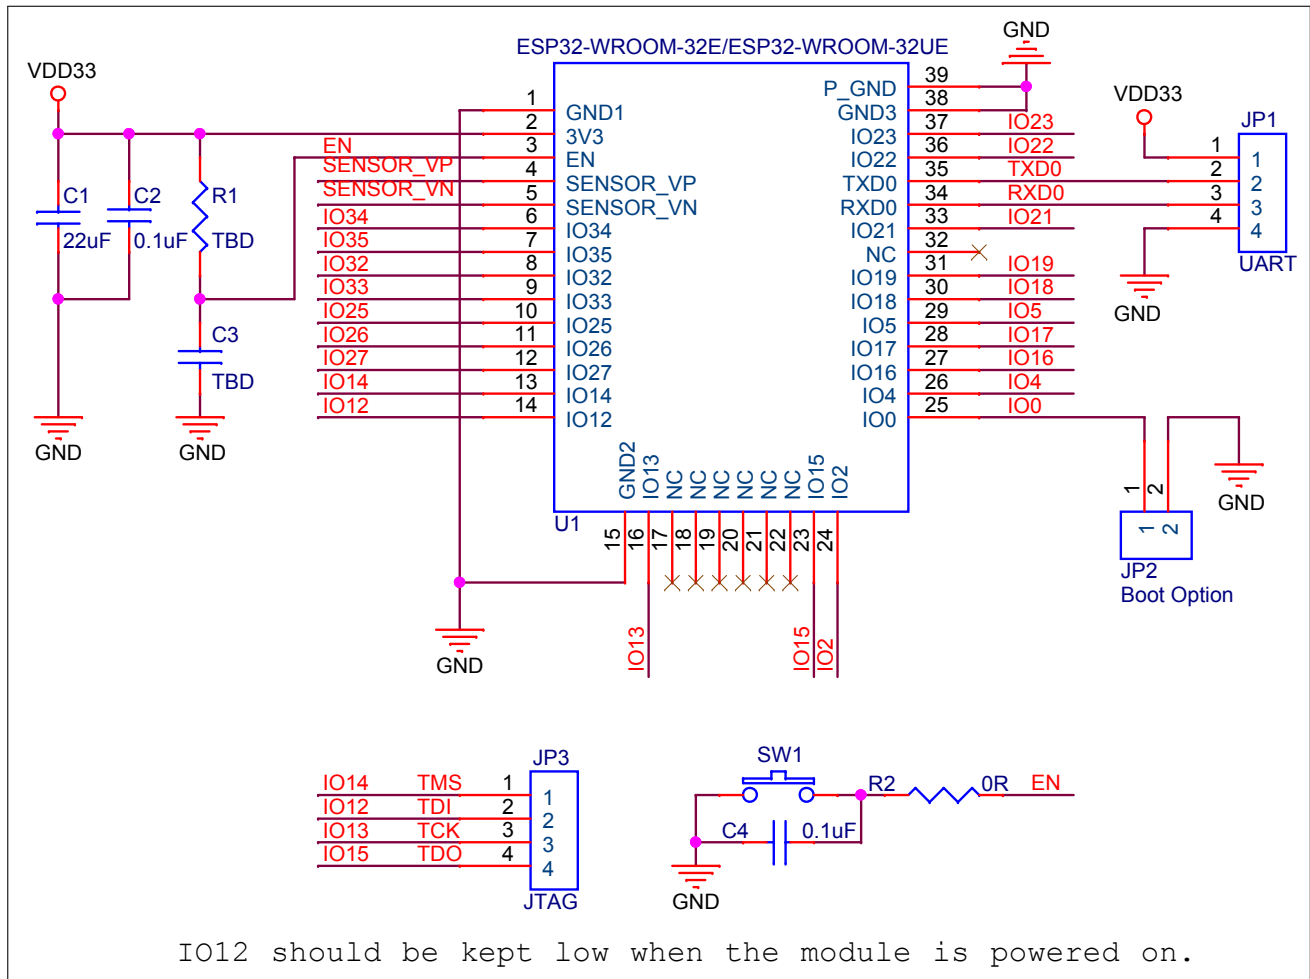 GND
ESP32-WROOM-32E/ESP32-WROOM-32UE
VDD33
VDD33
JP1
C1
22uF
C2
0.1uF
R1
TBD
C3
TBD
GND
GND
EN
SENSOR_VP
SENSOR_VN
IO34
IO35
IO32
IO33
IO25
IO26
IO27
IO14
IO12
1 GND1
2 3V3
3 EN
4 SENSOR_VP
5 SENSOR_VN
6 IO34
7 IO35
8 IO32
9 IO33
10 IO25
11 IO26
12 IO27
13 IO14
14 IO12
P_GND 39
GND3 38
IO23 37 IO23
IO22 36 IO22
TXD0 35 TXD0
RXD0 34 RXD0
IO21 33 IO21
NC 32
IO19 31 IO19
IO18 30 IO18
IO5 29 IO5
IO17 28 IO17
IO16 27 IO16
IO4 26 IO4
IO0 25 IO0
1 1
2 2
3 3
4 4
UART
GND
GND2 15
IO13 16 IO13
NC 17
NC 18
NC 19
NC 20
NC 21
NC 22
IO15 23 IO15
IO2 24 IO2
U1
GND
1 1
2 2
GND
JP2
Boot Option
JP3
IO14 TMS 1 1
IO12 TDI 2 2
IO13 TCK 3 3
IO15 TDO 4 4
JTAG
SW1
R2 0R EN
C4 0.1uF
GND
IO12 should be kept low when the module is powered on.